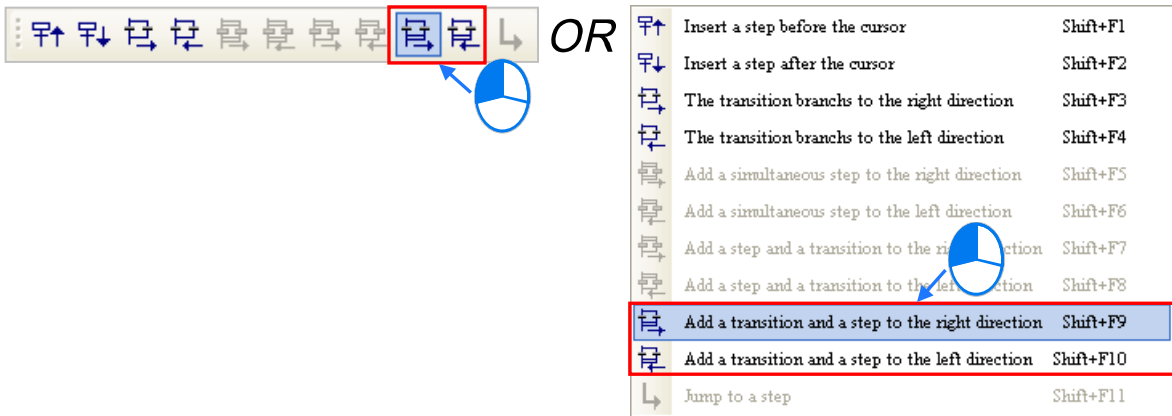 OR
Insert a step before the cursor Shift+F1
Insert a step after the cursor Shift+F2
The transition branchs to the right direction Shift+F3
The transition branchs to the left direction Shift+F4
Add a simultaneous step to the right direction Shift+F5
Add a simultaneous step to the left direction Shift+F6
Add a step and a transition to the ri ction Shift+F7
Add a step and a transition to the left ction Shift+F8
Add a transition and a step to the right direction Shift+F9
Add a transition and a step to the left direction Shift+F10
Jump to a step Shift+F11